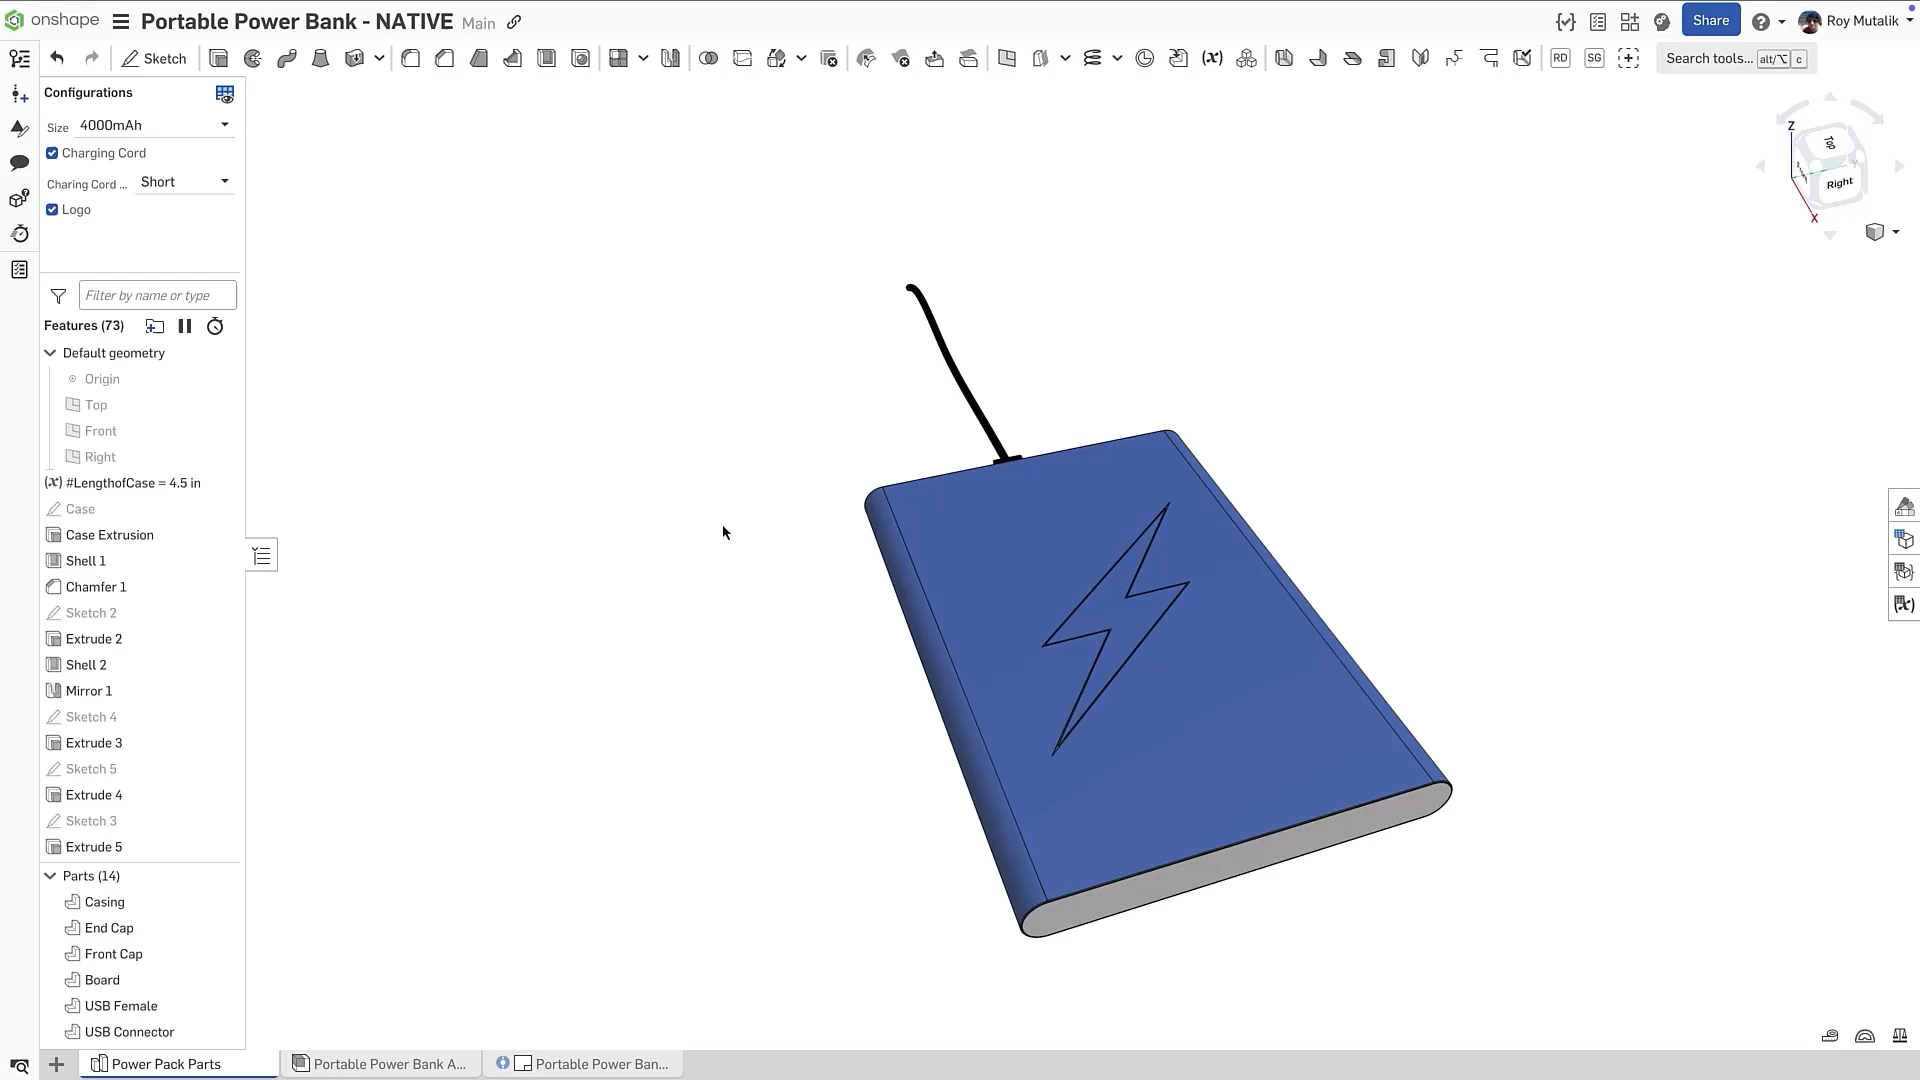 onshape
Portable Power Bank - NATIVE
Main
Share
Roy Mutalik
Sketch
RD
SG
Search tools... alt/⌥ c
Configurations
Size 4000mAh
Charging Cord
Charing Cord ... Short
Logo
Filter by name or type
Features (73)
Default geometry
Origin
Top
Front
Right
(x) #LengthofCase = 4.5 in
Case
Case Extrusion
Shell 1
Chamfer 1
Sketch 2
Extrude 2
Shell 2
Mirror 1
Sketch 4
Extrude 3
Sketch 5
Extrude 4
Sketch 3
Extrude 5
Parts (14)
Casing
End Cap
Front Cap
Board
USB Female
USB Connector
Z
Top
Right
X
Power Pack Parts
Portable Power Bank A...
Portable Power Ban...